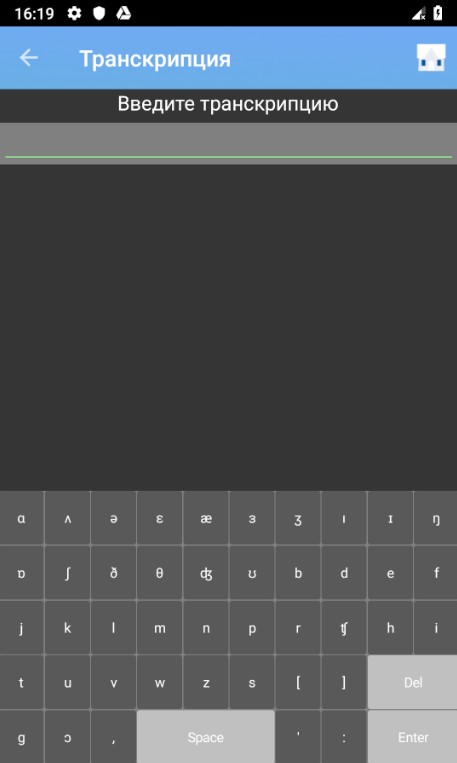 16:19
Транскрипция
Введите транскрипцию
ɑ ʌ ə ɛ æ ɜ ʒ ı ɪ ŋ
ɒ ʃ ð θ ʤ ʊ b d e f
j k l m n p r ʧ h i
t u v w z s [ ] Del
g ɔ , Space ' : Enter